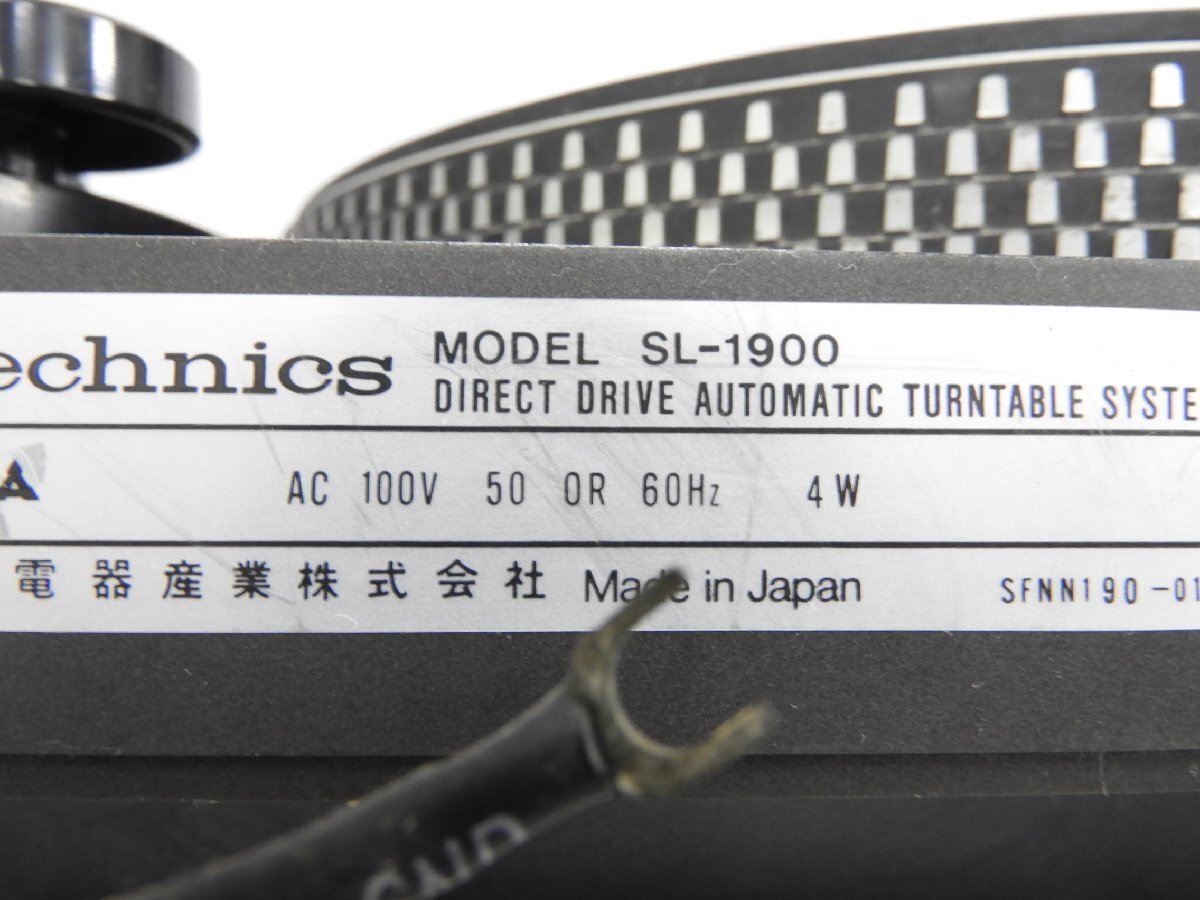 echnics
MODEL SL-1900
DIRECT DRIVE AUTOMATIC TURNTABLE SYSTE
AC 100V 50 OR 60Hz 4W
電器産業株式会社 Made in Japan SFNN190-01
GND